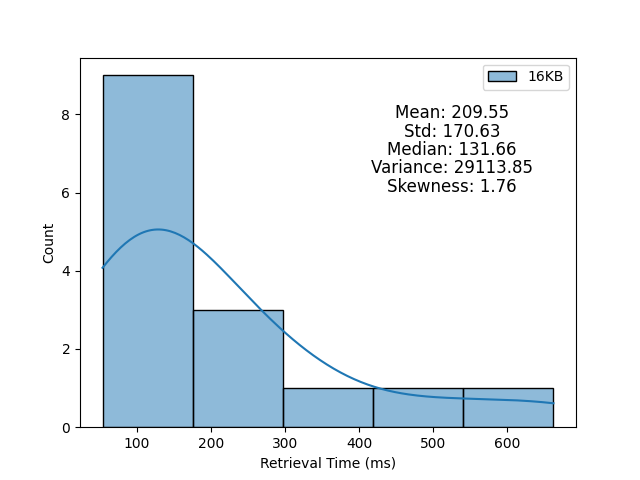 16KB
Mean: 209.55
Std: 170.63
Median: 131.66
Variance: 29113.85
Skewness: 1.76
8
6
4
2
0
Count
100 200 300 400 500 600
Retrieval Time (ms)